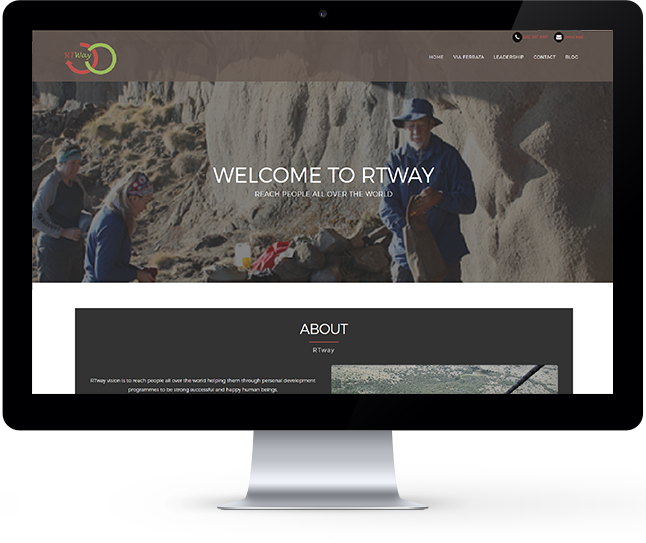 RTWay
HOME VIA FERRATA LEADERSHIP CONTACT BLOG
WELCOME TO RTWAY
REACH PEOPLE ALL OVER THE WORLD
ABOUT
RTway
RTway vision is to reach people all over the world helping them through personal development
programmes to be strong successful and happy human beings.